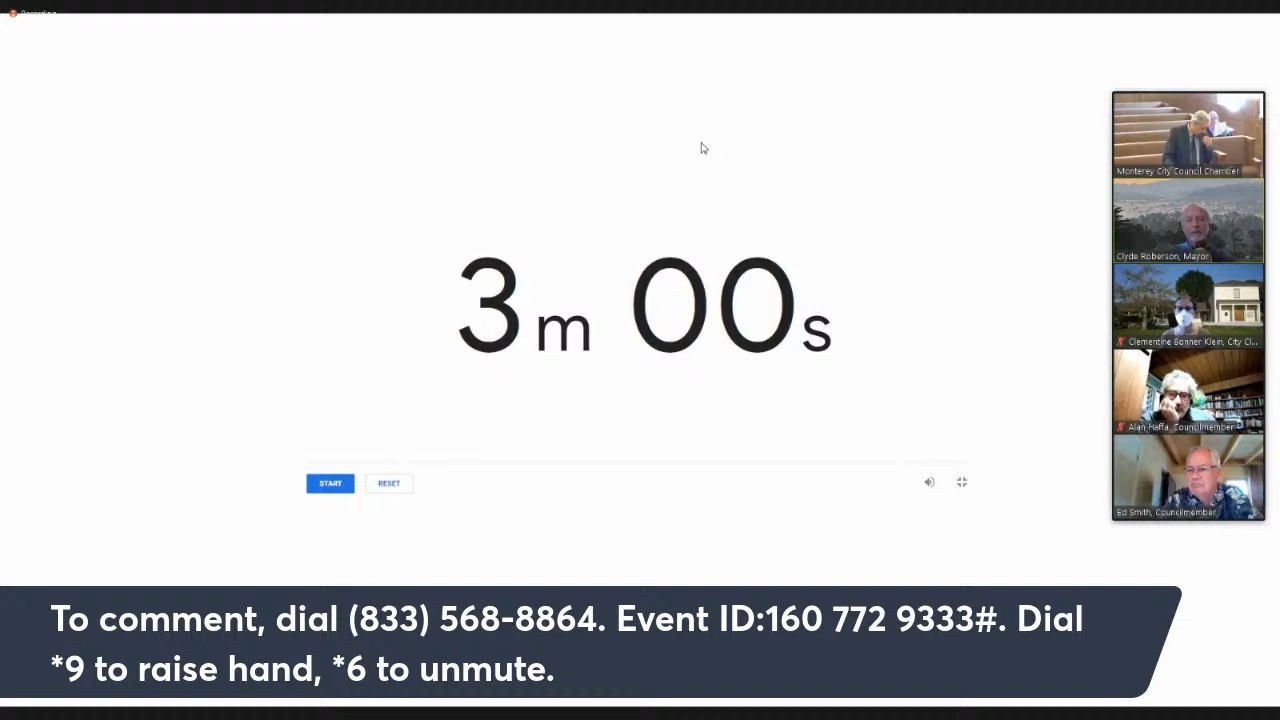 Recording
3m 00s
START
RESET
Monterey City Council Chamber
Clyde Roberson, Mayor
Clementine Bonner Klein, City Cl...
Alan Haffa, Councilmember
Ed Smith, Councilmember
To comment, dial (833) 568-8864. Event ID:160 772 9333#. Dial
*9 to raise hand, *6 to unmute.